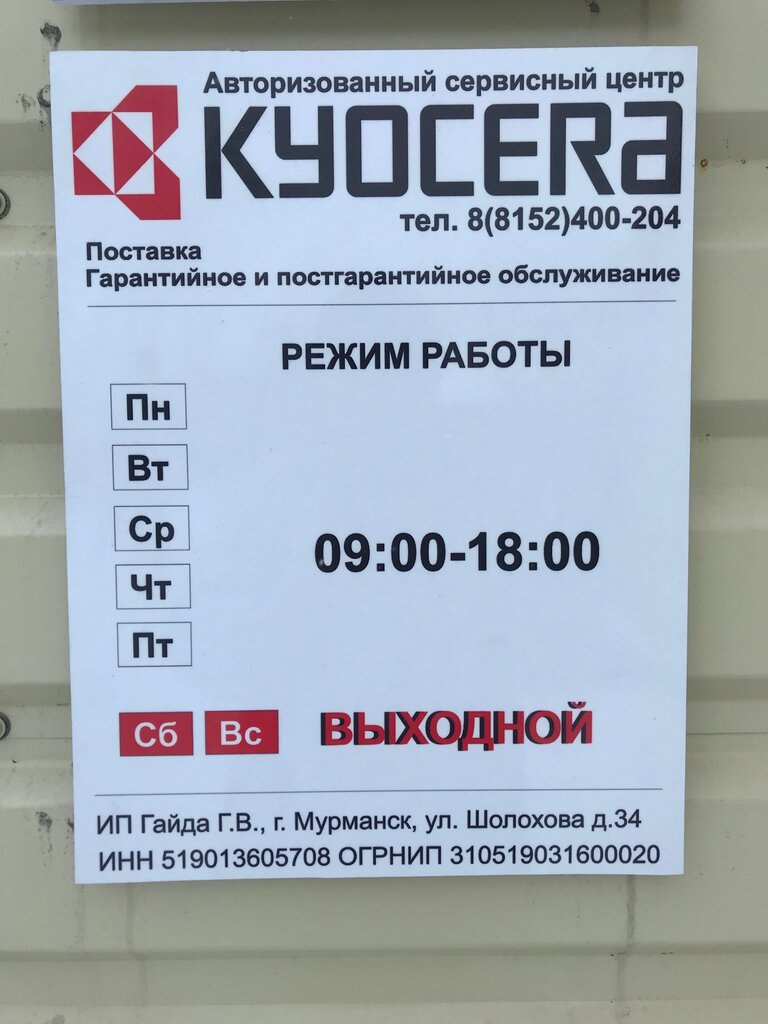 Авторизованный сервисный центр
KYOCERA
тел. 8(8152)400-204
Поставка
Гарантийное и постгарантийное обслуживание
РЕЖИМ РАБОТЫ
Пн
Вт
Ср
09:00-18:00
Чт
Пт
Сб Вс ВЫХОДНОЙ
ИП Гайда Г.В., г. Мурманск, ул. Шолохова д.34
ИНН 519013605708 ОГРНИП 310519031600020